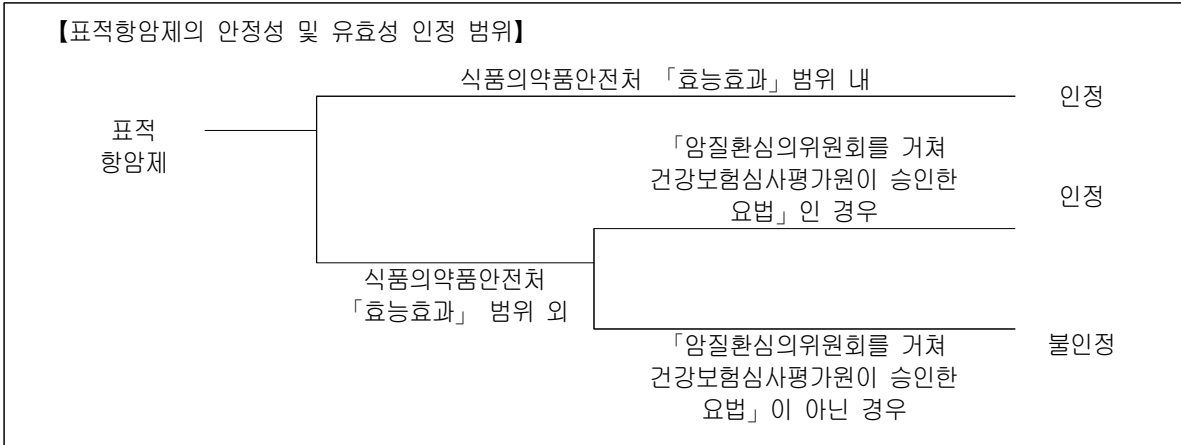 【표적항암제의 안정성 및 유효성 인정 범위】
식품의약품안전처 「효능효과」범위 내
인정
표적
항암제
「암질환심의위원회를 거쳐
건강보험심사평가원이 승인한
요법」인 경우
인정
식품의약품안전처
「효능효과」 범위 외
「암질환심의위원회를 거쳐
건강보험심사평가원이 승인한
요법」이 아닌 경우
불인정